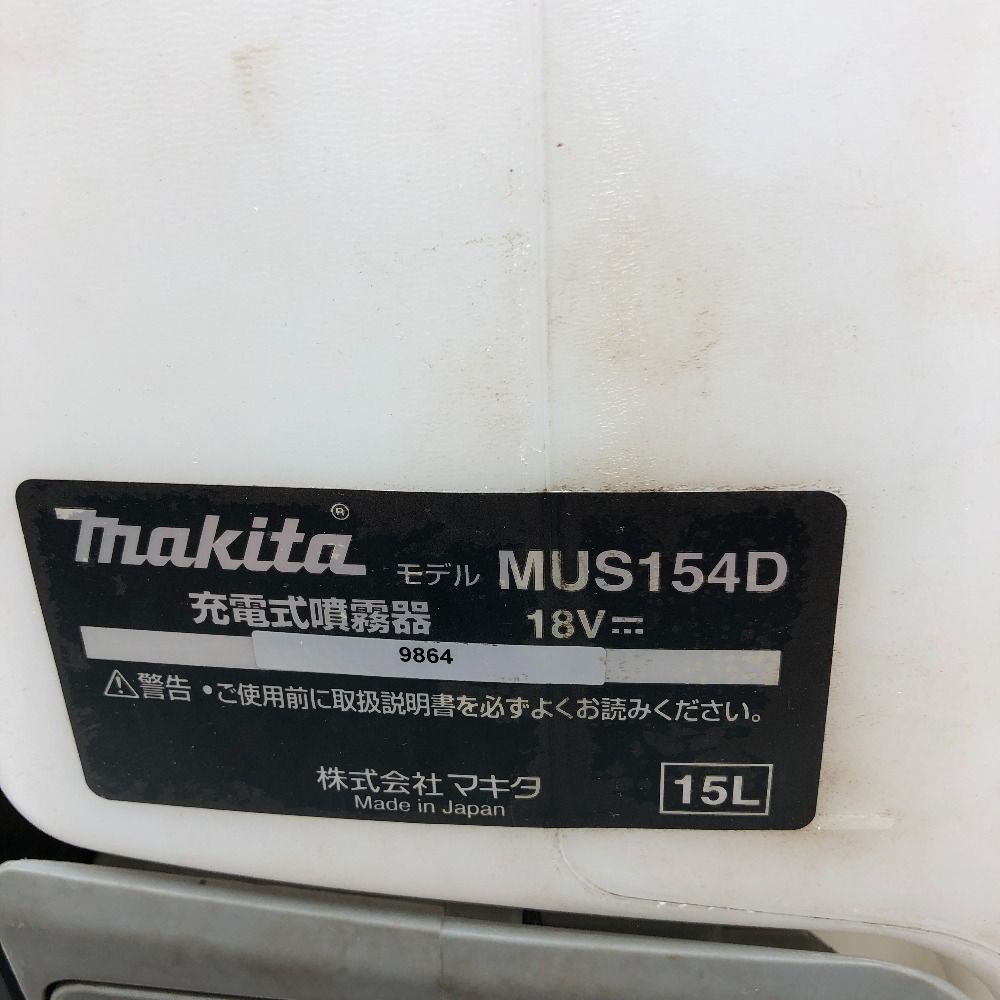 makita®
モデル MUS154D
充電式噴霧器 18V
9864
警告 •ご使用前に取扱説明書を必ずよくお読みください。
株式会社マキタ
Made in Japan
15L